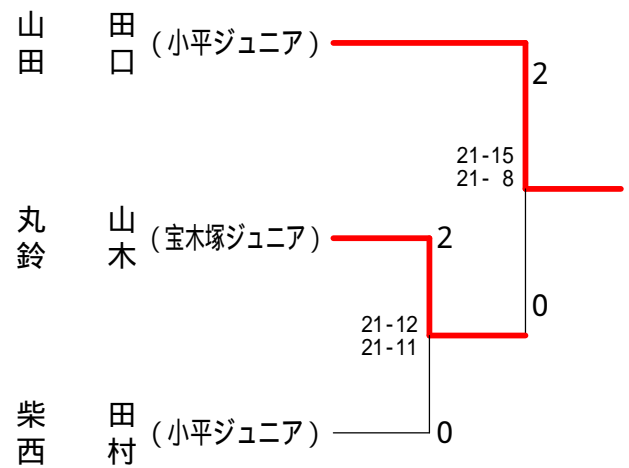 山 田
田 口
(小平ジュニア)
2
21-15
21- 8
丸 山
鈴 木
(宝木塚ジュニア)
2
0
21-12
21-11
柴 田
西 村
(小平ジュニア)
0